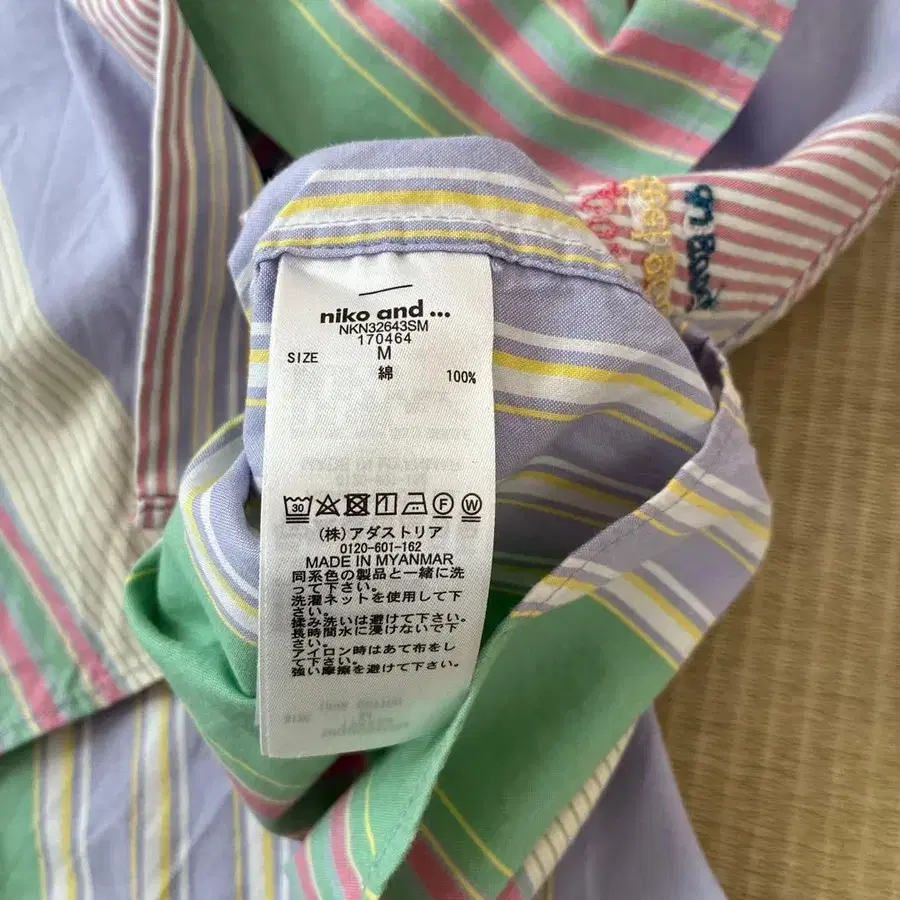 niko and ...
NKN32643SM
170464
SIZE M
綿 100%
30 F W
(株)アダストリア
0120-601-162
MADE IN MYANMAR
同系色の製品と一緒に洗
って下さい。
洗濯ネットを使用して下
さい。
揉み洗いは避けて下さい。
長時間水に浸けないで下
さい。
アイロン時はあて布をし
て下さい。
強い摩擦を避けて下さい。